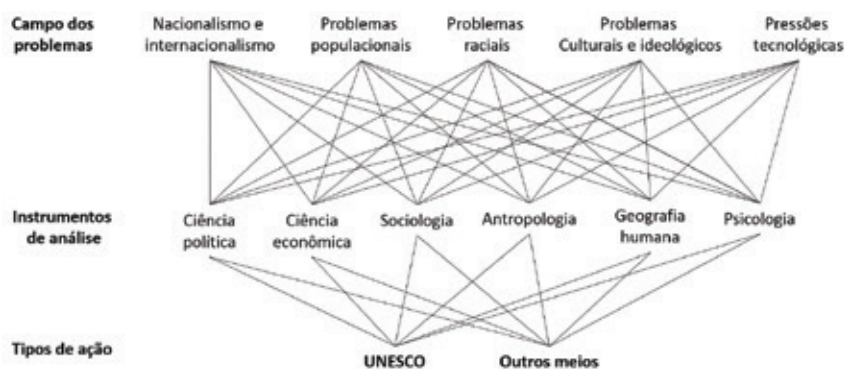 Campo dos problemas
Nacionalismo e internacionalismo
Problemas populacionais
Problemas raciais
Problemas Culturais e ideológicos
Pressões tecnológicas
Instrumentos de análise
Ciência política
Ciência econômica
Sociologia
Antropologia
Geografia humana
Psicologia
Tipos de ação
UNESCO
Outros meios